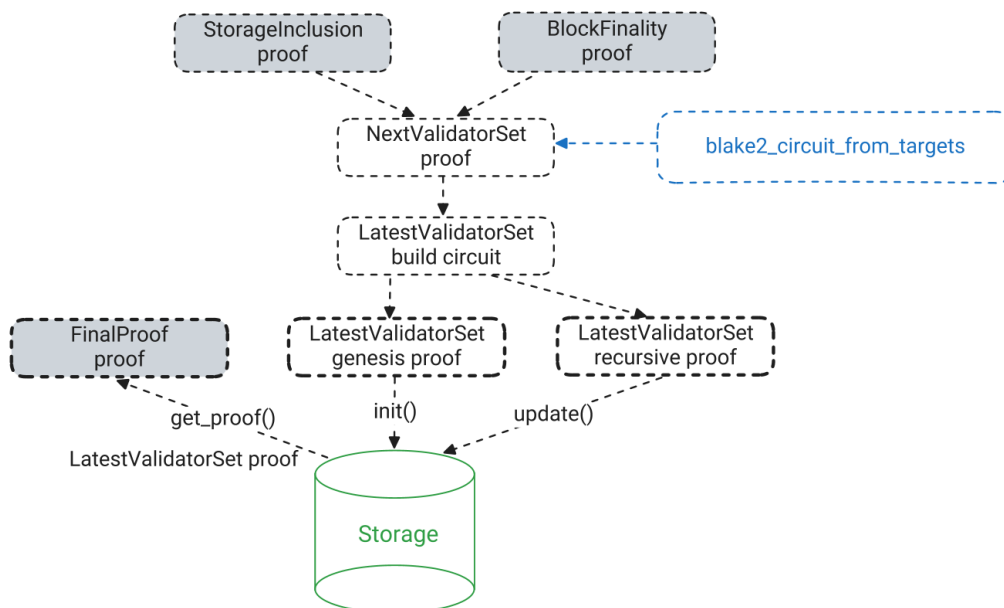 StorageInclusion
proof
BlockFinality
proof
NextValidatorSet
proof
blake2_circuit_from_targets
LatestValidatorSet
build circuit
FinalProof
proof
LatestValidatorSet
genesis proof
LatestValidatorSet
recursive proof
get_proof()
init()
update()
LatestValidatorSet proof
Storage